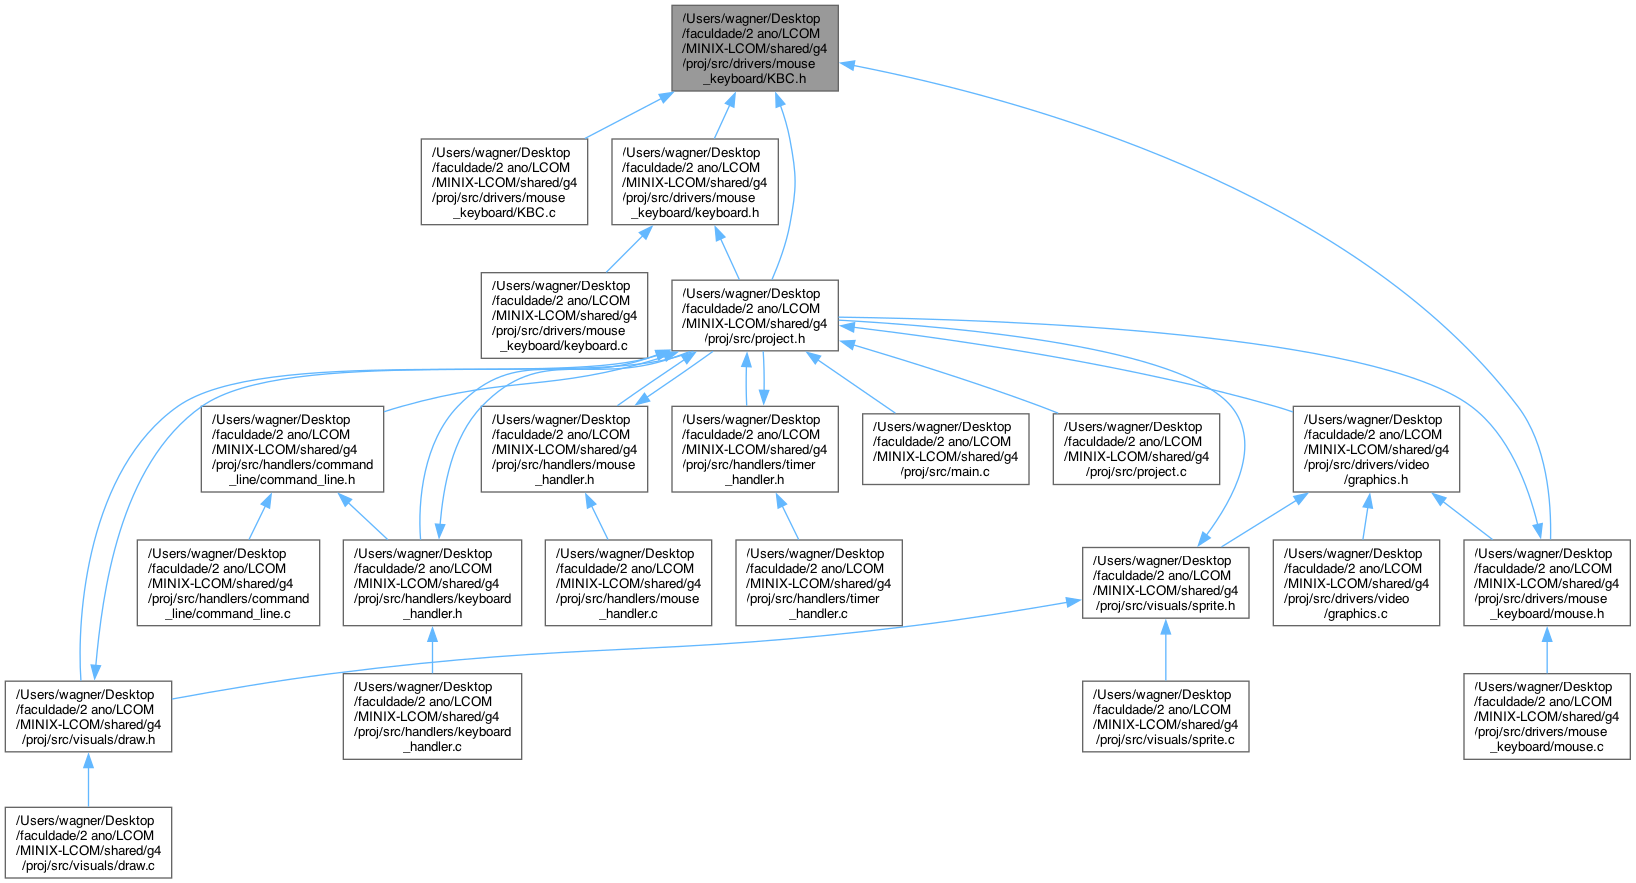 /Users/wagner/Desktop
/faculdade/2 ano/LCOM
/MINIX-LCOM/shared/g4
/proj/src/drivers/mouse
_keyboard/KBC.h
/Users/wagner/Desktop
/faculdade/2 ano/LCOM
/MINIX-LCOM/shared/g4
/proj/src/drivers/mouse
_keyboard/KBC.c
/Users/wagner/Desktop
/faculdade/2 ano/LCOM
/MINIX-LCOM/shared/g4
/proj/src/drivers/mouse
_keyboard/keyboard.h
/Users/wagner/Desktop
/faculdade/2 ano/LCOM
/MINIX-LCOM/shared/g4
/proj/src/drivers/mouse
_keyboard/keyboard.c
/Users/wagner/Desktop
/faculdade/2 ano/LCOM
/MINIX-LCOM/shared/g4
/proj/src/project.h
/Users/wagner/Desktop
/faculdade/2 ano/LCOM
/MINIX-LCOM/shared/g4
/proj/src/handlers/command
_line/command_line.h
/Users/wagner/Desktop
/faculdade/2 ano/LCOM
/MINIX-LCOM/shared/g4
/proj/src/handlers/mouse
_handler.h
/Users/wagner/Desktop
/faculdade/2 ano/LCOM
/MINIX-LCOM/shared/g4
/proj/src/handlers/timer
_handler.h
/Users/wagner/Desktop
/faculdade/2 ano/LCOM
/MINIX-LCOM/shared/g4
/proj/src/main.c
/Users/wagner/Desktop
/faculdade/2 ano/LCOM
/MINIX-LCOM/shared/g4
/proj/src/project.c
/Users/wagner/Desktop
/faculdade/2 ano/LCOM
/MINIX-LCOM/shared/g4
/proj/src/drivers/video
/graphics.h
/Users/wagner/Desktop
/faculdade/2 ano/LCOM
/MINIX-LCOM/shared/g4
/proj/src/handlers/command
_line/command_line.c
/Users/wagner/Desktop
/faculdade/2 ano/LCOM
/MINIX-LCOM/shared/g4
/proj/src/handlers/keyboard
_handler.h
/Users/wagner/Desktop
/faculdade/2 ano/LCOM
/MINIX-LCOM/shared/g4
/proj/src/handlers/mouse
_handler.c
/Users/wagner/Desktop
/faculdade/2 ano/LCOM
/MINIX-LCOM/shared/g4
/proj/src/handlers/timer
_handler.c
/Users/wagner/Desktop
/faculdade/2 ano/LCOM
/MINIX-LCOM/shared/g4
/proj/src/visuals/sprite.h
/Users/wagner/Desktop
/faculdade/2 ano/LCOM
/MINIX-LCOM/shared/g4
/proj/src/drivers/video
/graphics.c
/Users/wagner/Desktop
/faculdade/2 ano/LCOM
/MINIX-LCOM/shared/g4
/proj/src/drivers/mouse
_keyboard/mouse.h
/Users/wagner/Desktop
/faculdade/2 ano/LCOM
/MINIX-LCOM/shared/g4
/proj/src/visuals/draw.h
/Users/wagner/Desktop
/faculdade/2 ano/LCOM
/MINIX-LCOM/shared/g4
/proj/src/handlers/keyboard
_handler.c
/Users/wagner/Desktop
/faculdade/2 ano/LCOM
/MINIX-LCOM/shared/g4
/proj/src/visuals/sprite.c
/Users/wagner/Desktop
/faculdade/2 ano/LCOM
/MINIX-LCOM/shared/g4
/proj/src/drivers/mouse
_keyboard/mouse.c
/Users/wagner/Desktop
/faculdade/2 ano/LCOM
/MINIX-LCOM/shared/g4
/proj/src/visuals/draw.c